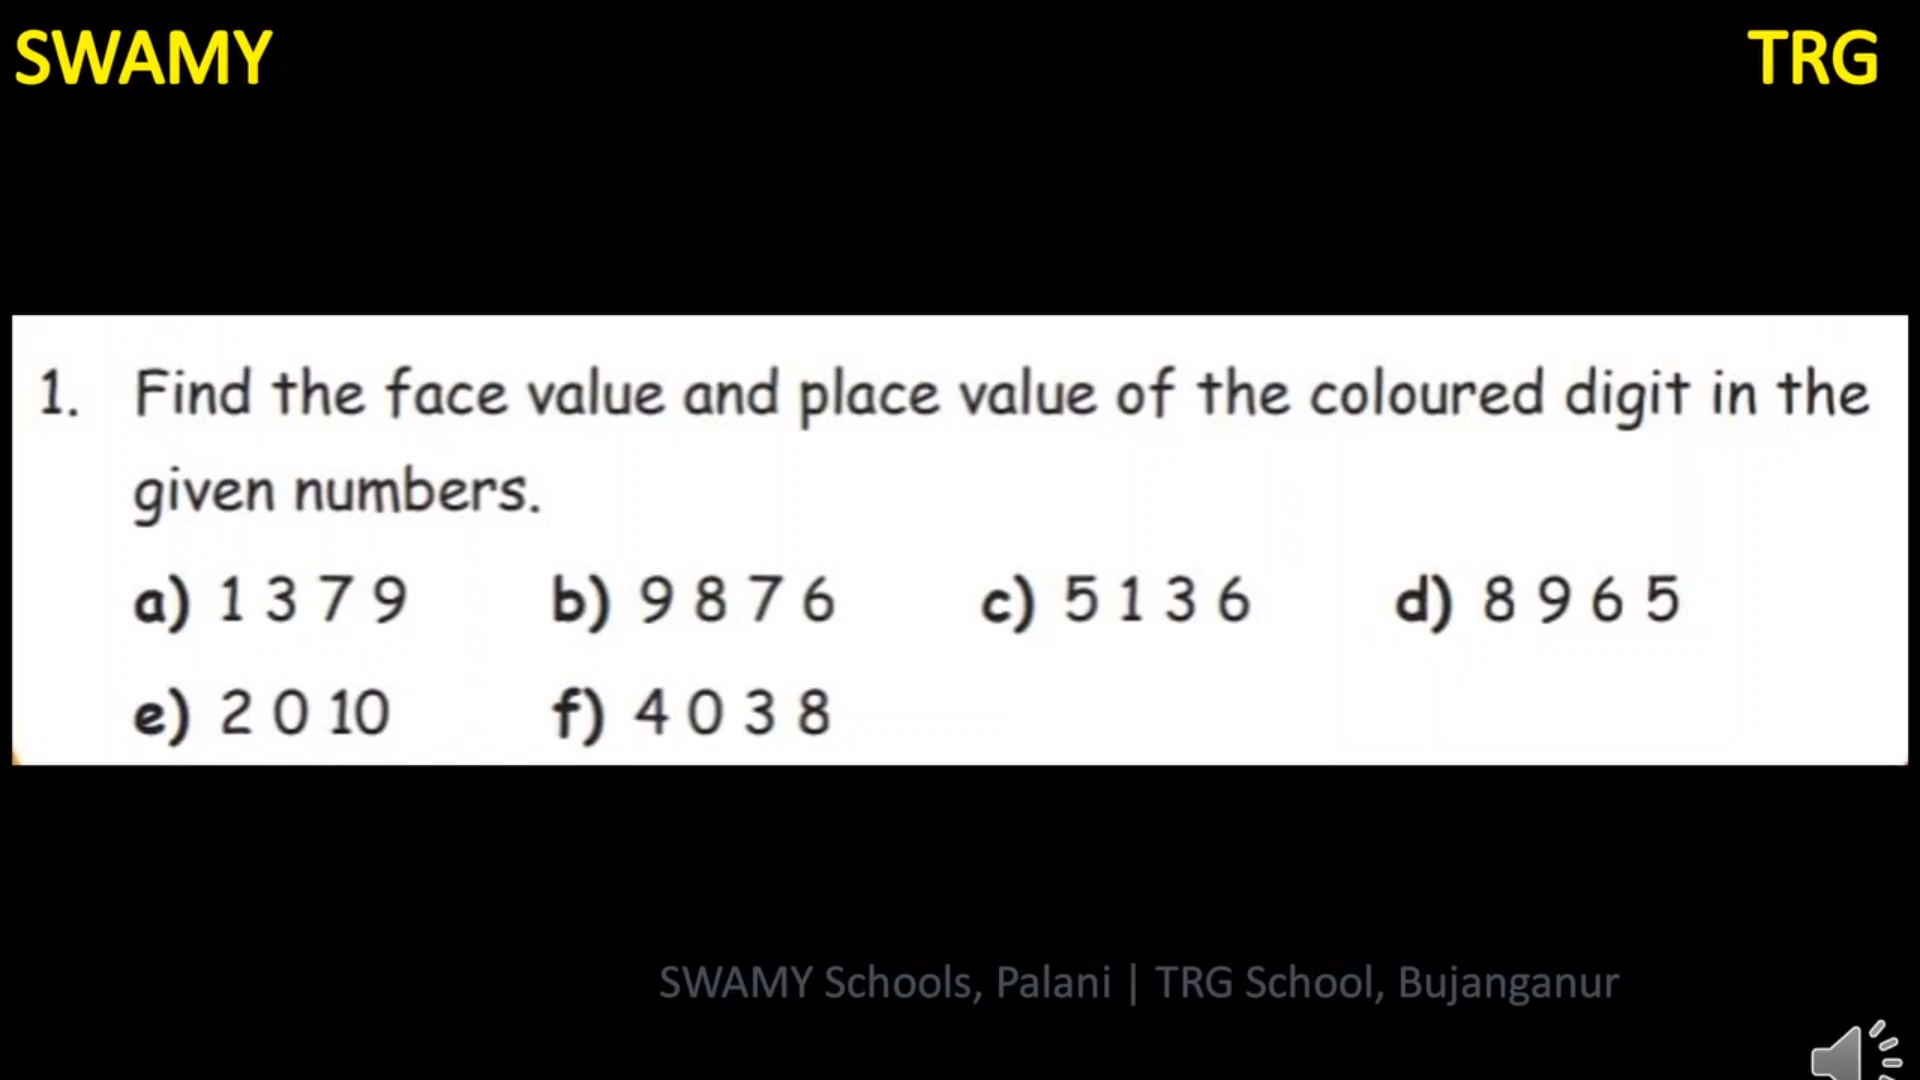 SWAMY TRG
1. Find the face value and place value of the coloured digit in the
given numbers.
a) 1 3 7 9 b) 9 8 7 6 c) 5 1 3 6 d) 8 9 6 5
e) 2 0 10 f) 4 0 3 8
SWAMY Schools, Palani | TRG School, Bujanganur